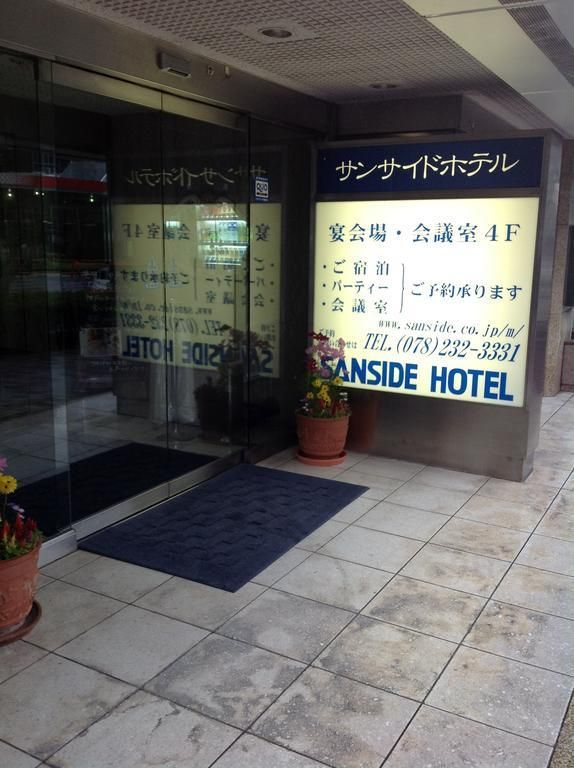 サンサイドホテル
宴会場・会議室4F
・ご宿泊
・パーティー
・会議室
ご予約承ります
www.sanside.co.jp/m/
TEL.(078)232-3331
SANSIDE HOTEL